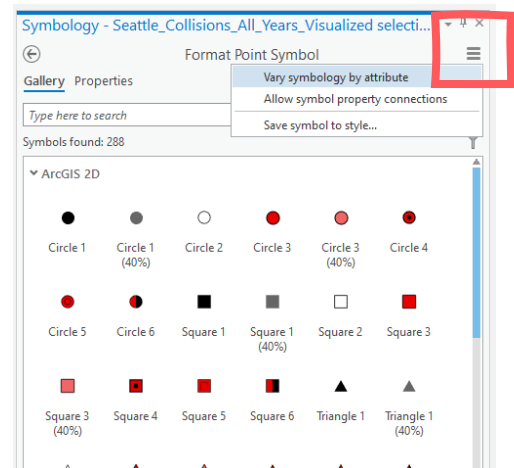 Symbology - Seattle_Collisions_All_Years_Visualized selecti...
Format Point Symbol
Gallery Properties
Vary symbology by attribute
Allow symbol property connections
Save symbol to style...
Type here to search
Symbols found: 288
ArcGIS 2D
Circle 1 Circle 1 Circle 2 Circle 3 Circle 3 Circle 4
(40%) (40%)
Circle 5 Circle 6 Square 1 Square 1 Square 2 Square 3
(40%)
Square 3 Square 4 Square 5 Square 6 Triangle 1 Triangle 1
(40%) (40%)